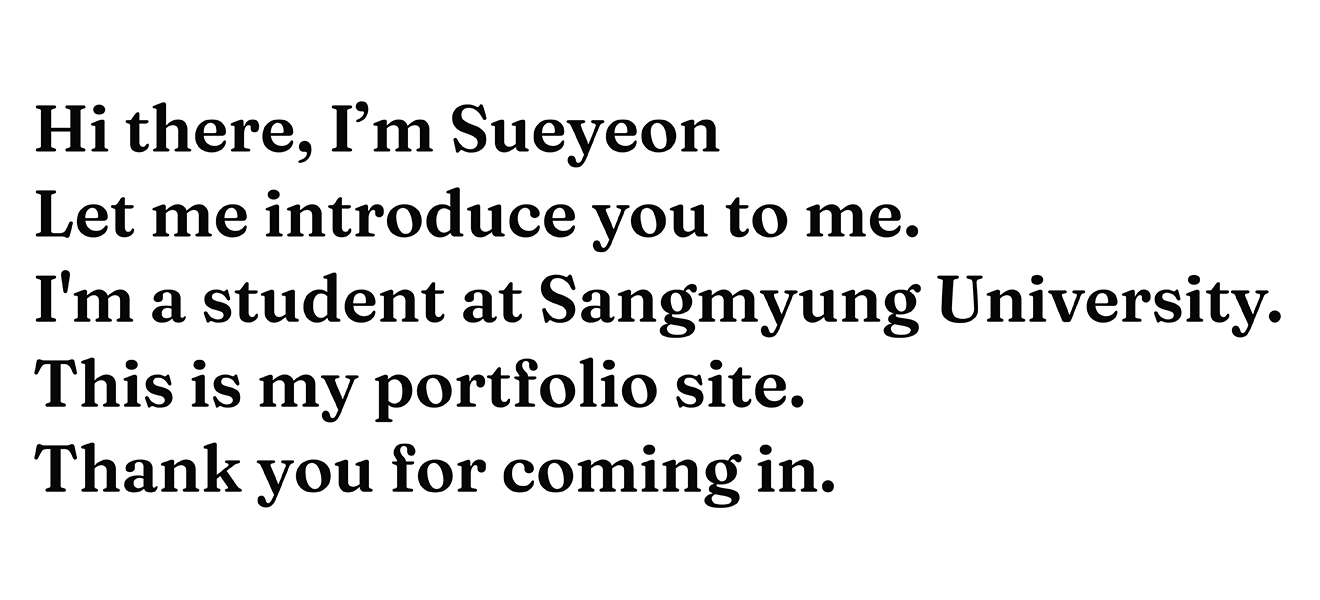 Hi there, I’m Sueyeon
Let me introduce you to me.
I'm a student at Sangmyung University.
This is my portfolio site.
Thank you for coming in.